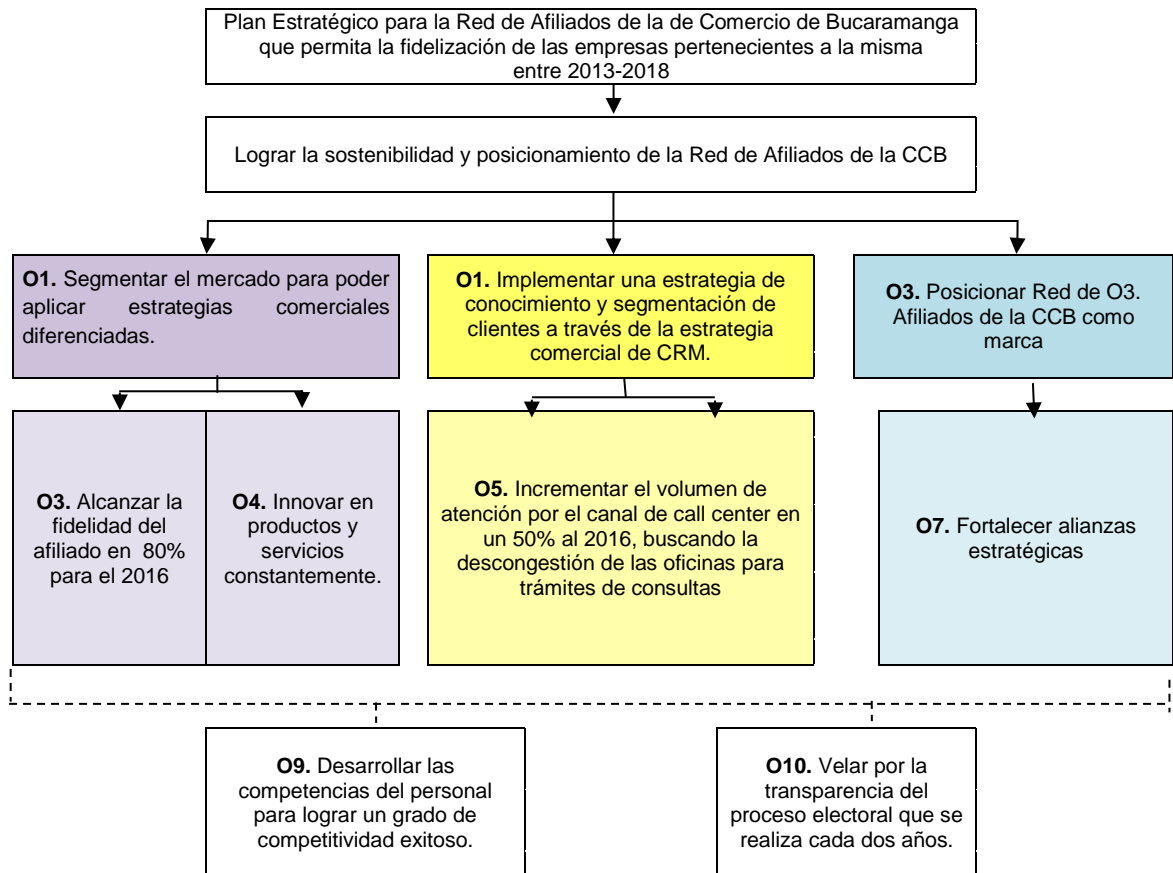 Plan Estratégico para la Red de Afiliados de la de Comercio de Bucaramanga
que permita la fidelización de las empresas pertenecientes a la misma
entre 2013-2018
Lograr la sostenibilidad y posicionamiento de la Red de Afiliados de la CCB
O1. Segmentar el mercado para poder
aplicar estrategias comerciales
diferenciadas.
O1. Implementar una estrategia de
conocimiento y segmentación de
clientes a través de la estrategia
comercial de CRM.
O3. Posicionar Red de O3.
Afiliados de la CCB como
marca
O3. Alcanzar la
fidelidad del
afiliado en 80%
para el 2016
O4. Innovar en
productos y
servicios
constantemente.
O5. Incrementar el volumen de
atención por el canal de call center en
un 50% al 2016, buscando la
descongestión de las oficinas para
trámites de consultas
O7. Fortalecer alianzas
estratégicas
O9. Desarrollar las
competencias del personal
para lograr un grado de
competitividad exitoso.
O10. Velar por la
transparencia del
proceso electoral que se
realiza cada dos años.